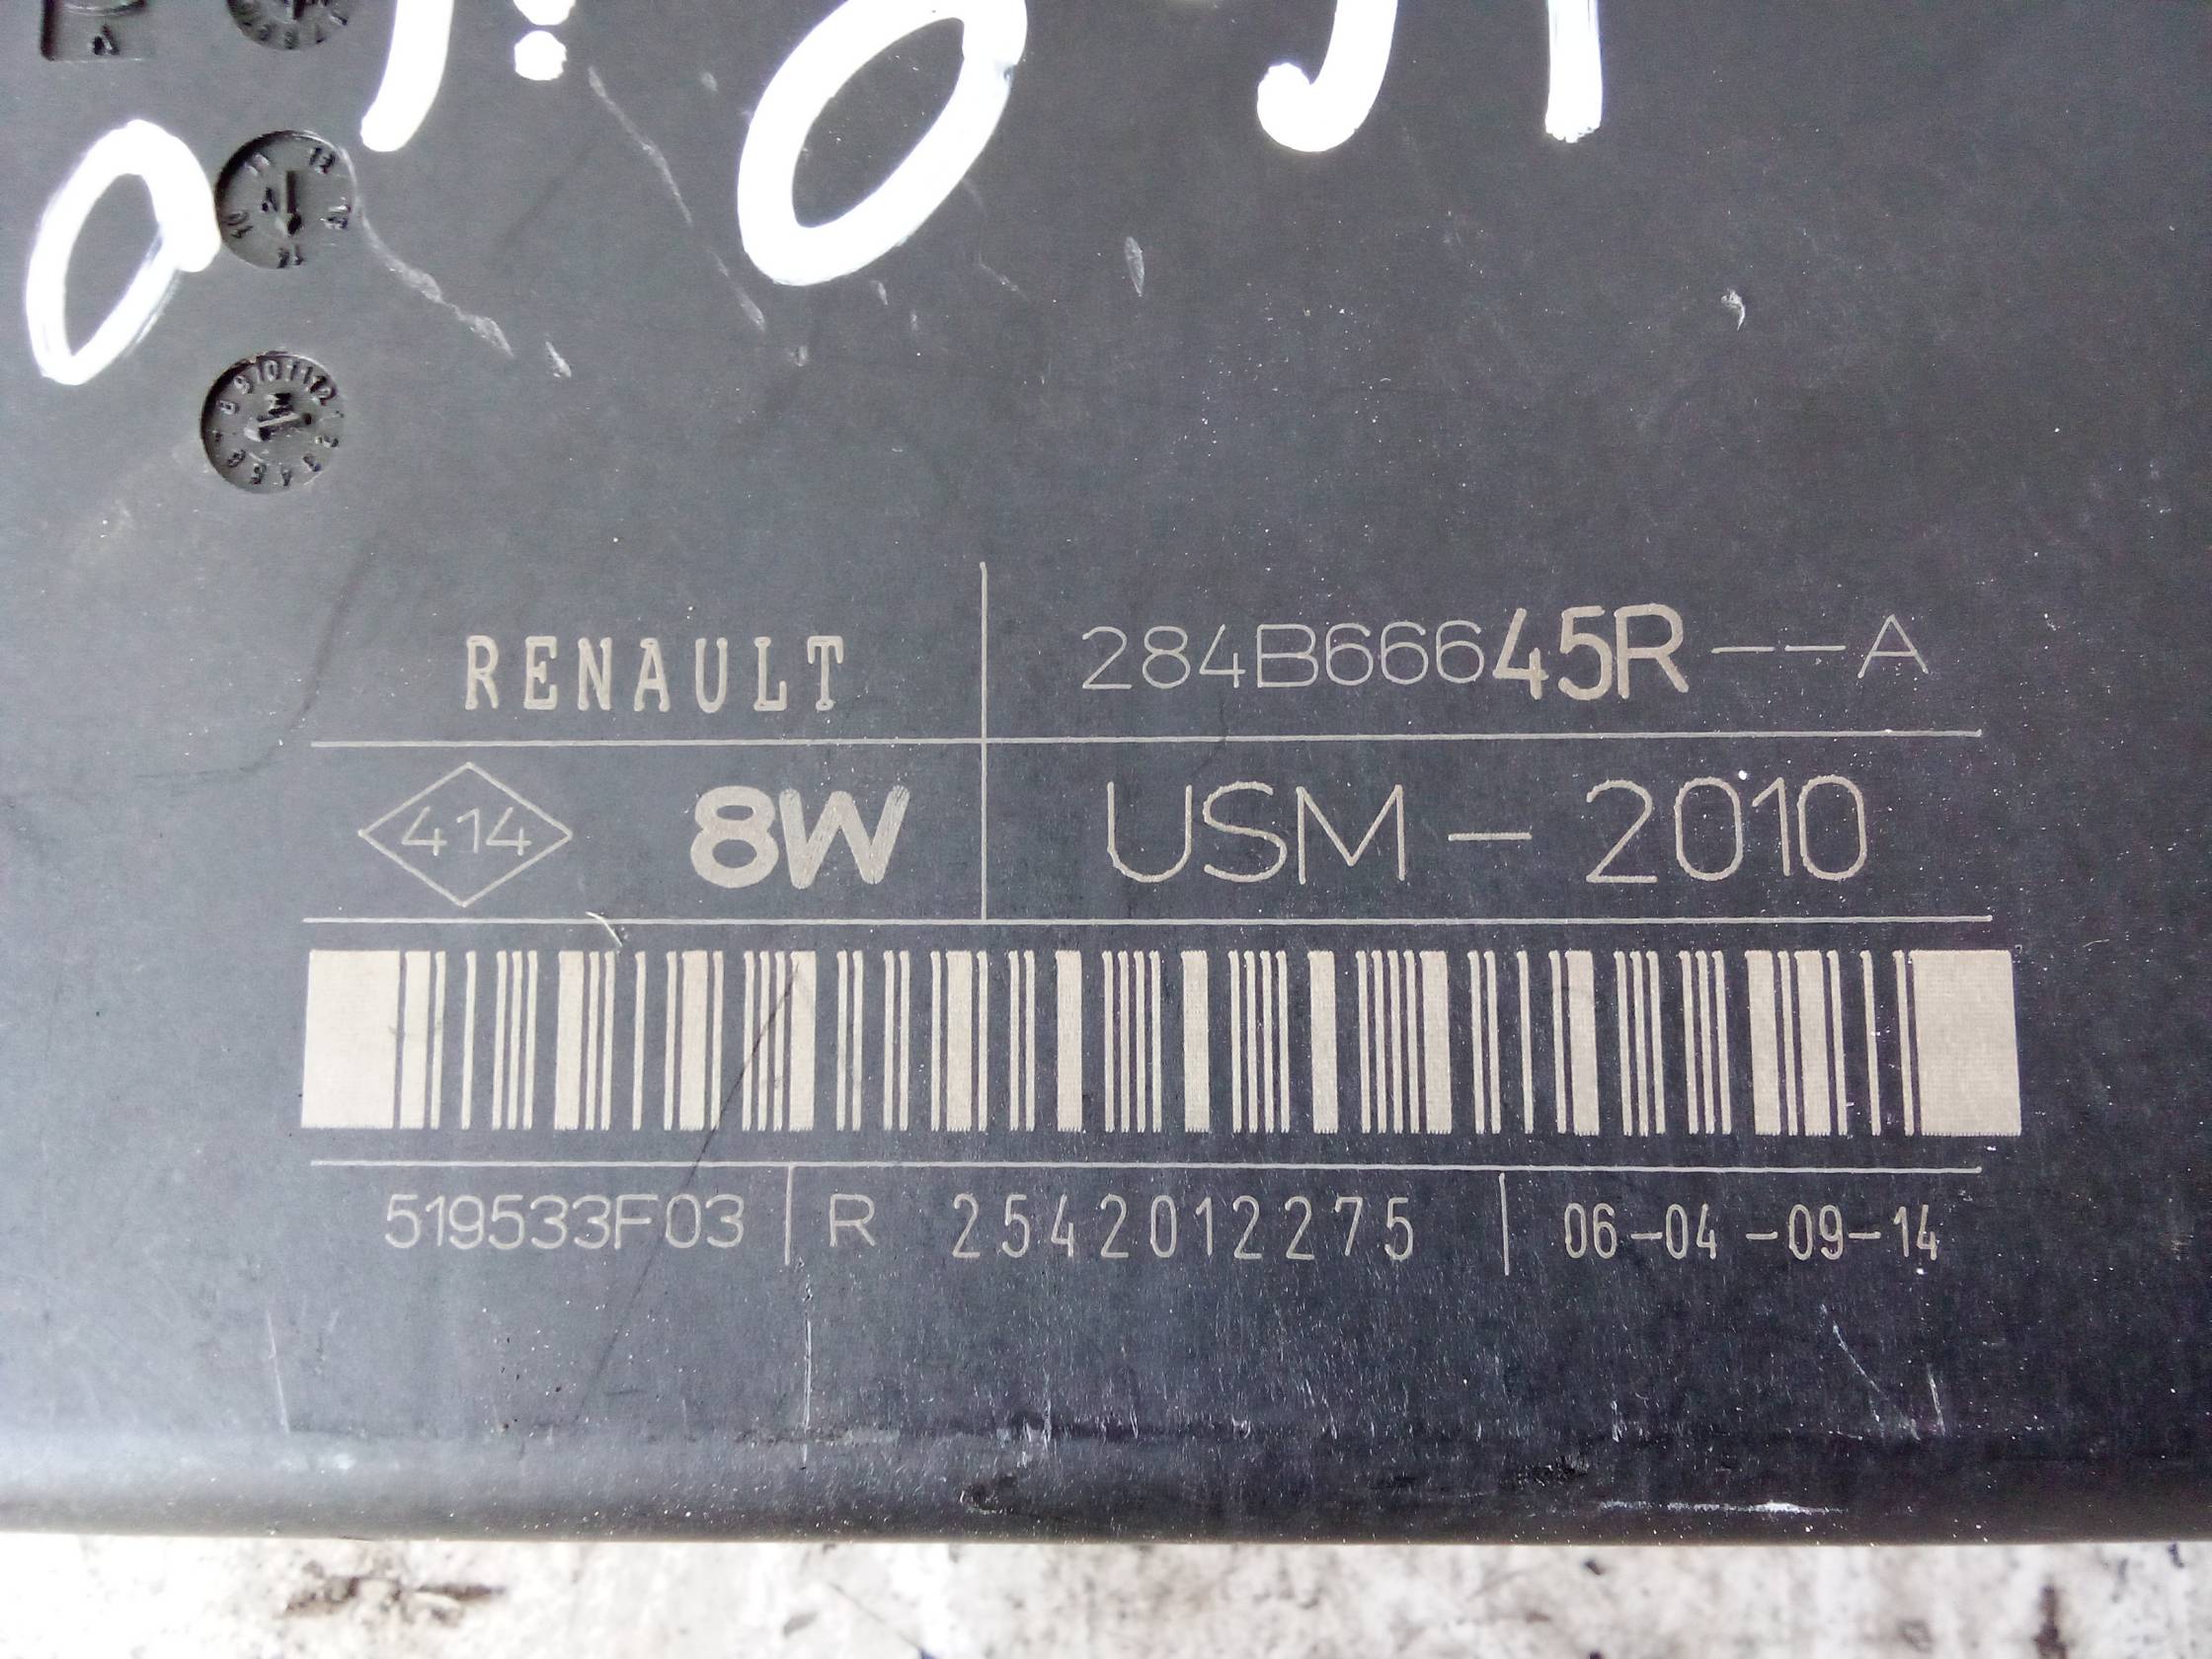 RENAULT 284B66645R--A
414 8W USM-2010
519533F03 R 2542012275 06-04-09-14